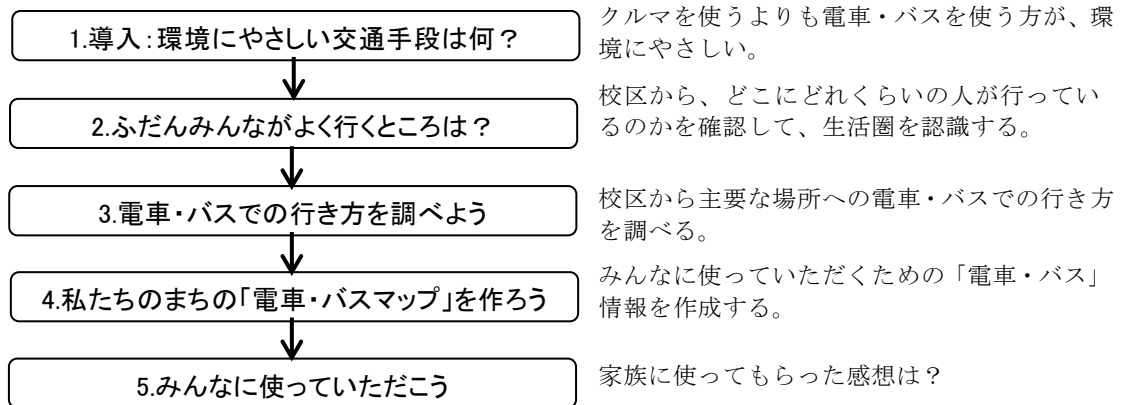 1.導入：環境にやさしい交通手段は何？
クルマを使うよりも電車・バスを使う方が、環
境にやさしい。
2.ふだんみんながよく行くところは？
校区から、どこにどれくらいの人が行ってい
るのかを確認して、生活圏を認識する。
3.電車・バスでの行き方を調べよう
校区から主要な場所への電車・バスでの行き方
を調べる。
4.私たちのまちの「電車・バスマップ」を作ろう
みんなに使っていただくための「電車・バス」
情報を作成する。
5.みんなに使っていただこう
家族に使ってもらった感想は？